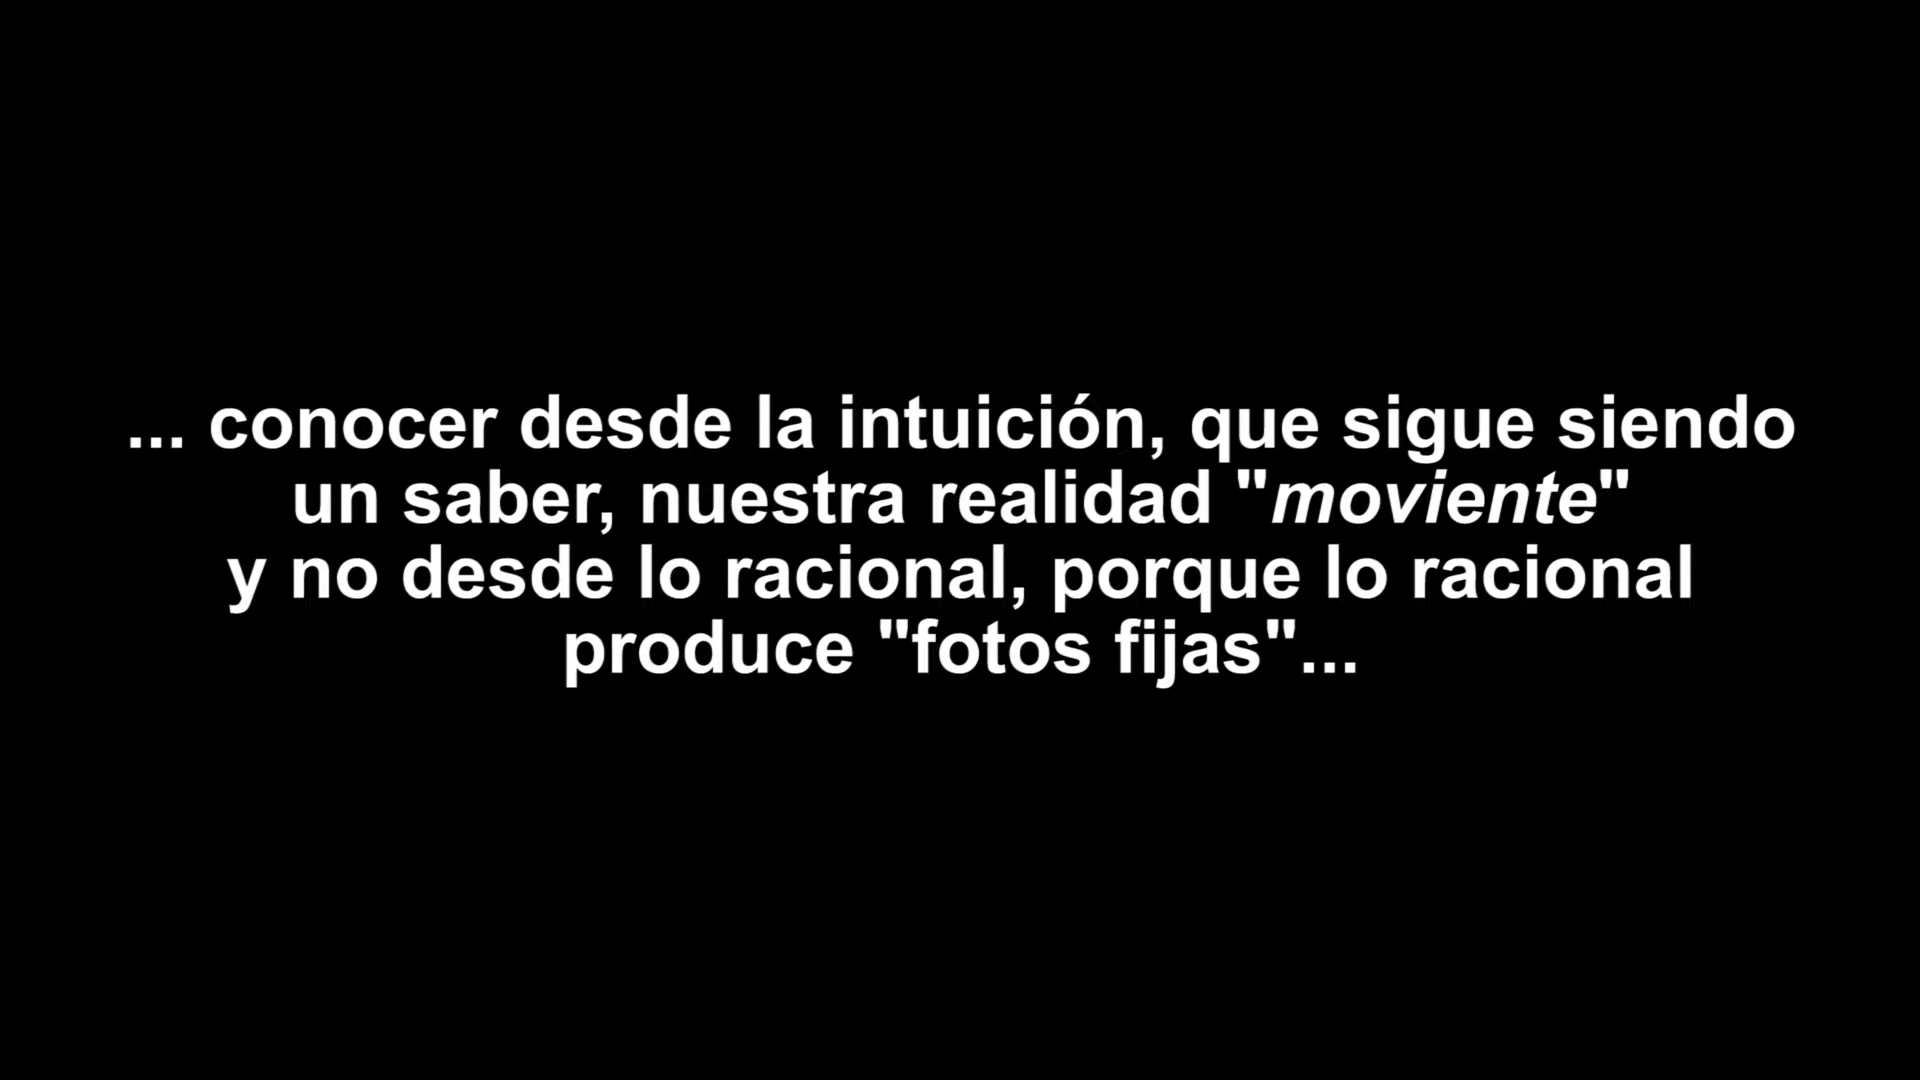 ... conocer desde la intuición, que sigue siendo
un saber, nuestra realidad "moviente"
y no desde lo racional, porque lo racional
produce "fotos fijas"...